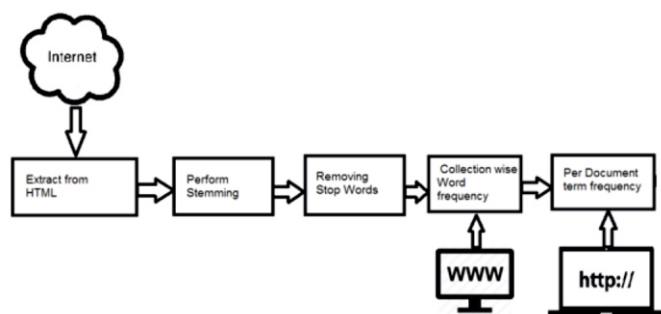 Internet
Extract from
HTML
Perform
Stemming
Removing
Stop Words
Collection wise
Word
frequency
Per Document
term frequency
WWW
http://